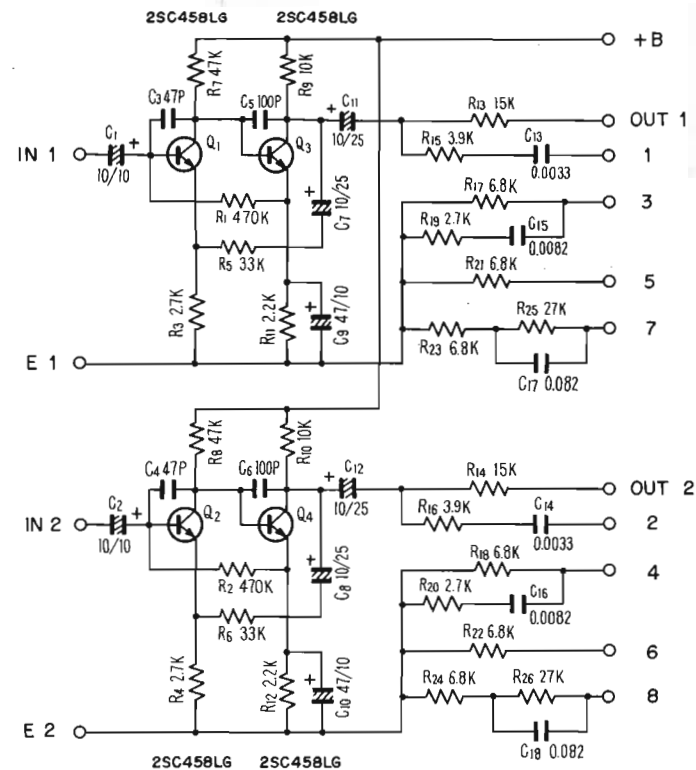 2SC458LG 2SC458LG
+B
R7 47K
R9 10K
C3 47P
C5 100P
C11
10/25
R13 15K
OUT 1
C1
IN 1
10/10
Q1
Q3
R15 3.9K
C13
0.0033
1
R1 470K
C7 10/25
R17 6.8K
3
R19 2.7K
C15
0.0082
R5 33K
R21 6.8K
5
R3 2.7K
R11 2.2K
C9 47/10
R25 27K
7
R23 6.8K
C17 0.082
E 1
R8 47K
R10 10K
C4 47P
C6 100P
C12
10/25
R14 15K
OUT 2
C2
IN 2
10/10
Q2
Q4
R16 3.9K
C14
0.0033
2
R2 470K
C8 10/25
R18 6.8K
4
R20 2.7K
C16
0.0082
R6 33K
R22 6.8K
6
R4 2.7K
R12 2.2K
C10 47/10
R24 6.8K
R26 27K
8
C18 0.082
E 2
2SC458LG 2SC458LG